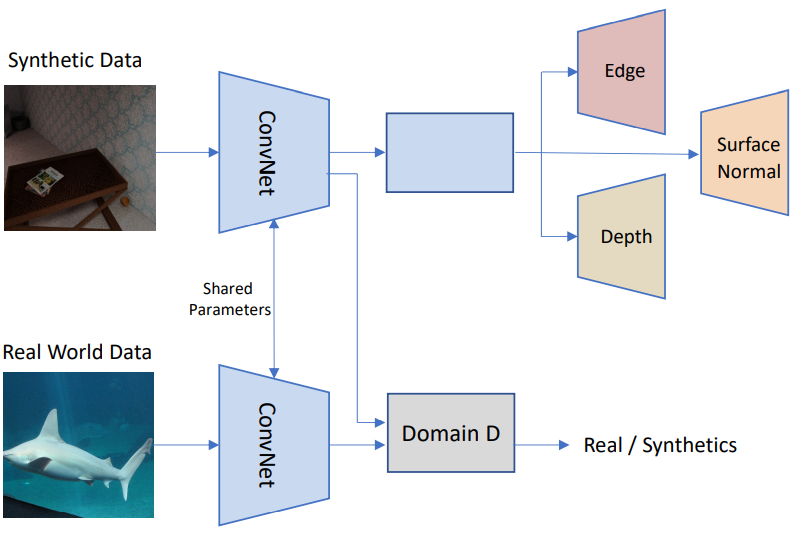 Synthetic Data
ConvNet
Edge
Surface
Normal
Depth
Shared
Parameters
Real World Data
ConvNet
Domain D
Real / Synthetics